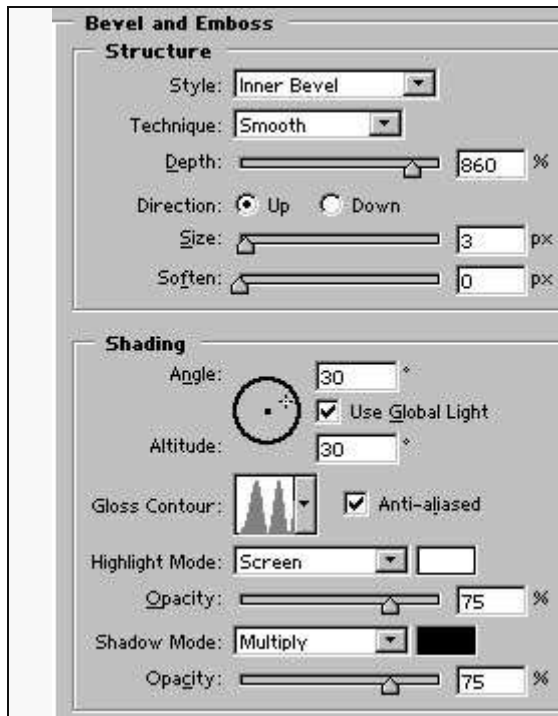 Bevel and Emboss
Structure
Style: Inner Bevel
Technique: Smooth
Depth: 860 %
Direction: Up Down
Size: 3 px
Soften: 0 px
Shading
Angle: 30 °
Use Global Light
Altitude: 30 °
Gloss Contour: Anti-aliased
Highlight Mode: Screen
Opacity: 75 %
Shadow Mode: Multiply
Opacity: 75 %